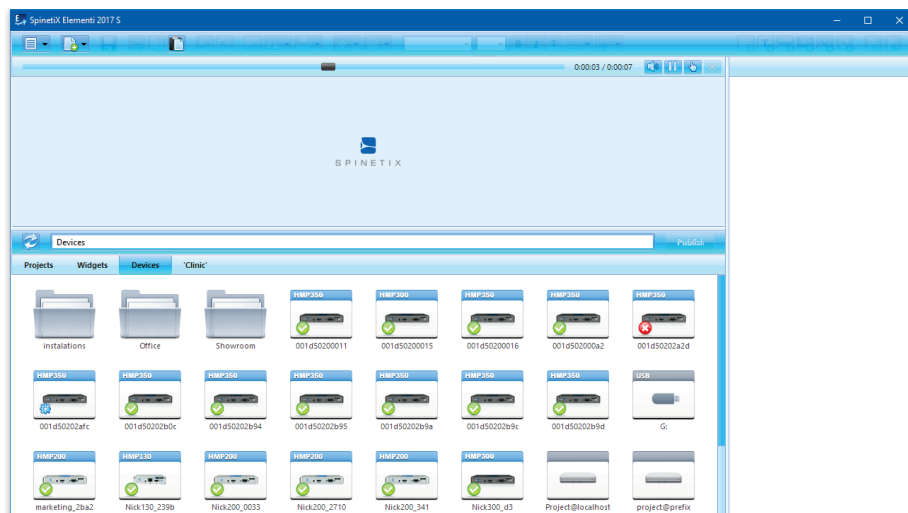 SpinetiX Elementi 2017 S
B I T
0:00:03 / 0:00:07
SPINETIX
Devices Publish
Projects Widgets Devices 'Clinic'
HMP350 HMP300 HMP350 HMP350 HMP350
instalations Office Showroom 001d50200011 001d50200015 001d50200016 001d502000a2 001d50202a2d
HMP350 HMP350 HMP350 HMP350 HMP350 HMP350 HMP350 USB
001d50202afc 001d50202b0c 001d50202b94 001d50202b95 001d50202b9a 001d50202b9c 001d50202b9d G:
HMP200 HMP130 HMP200 HMP200 HMP200 HMP300
marketing_2ba2 Nick130_239b Nick200_0033 Nick200_2710 Nick200_341 Nick300_d3 Project@localhost project@prefix